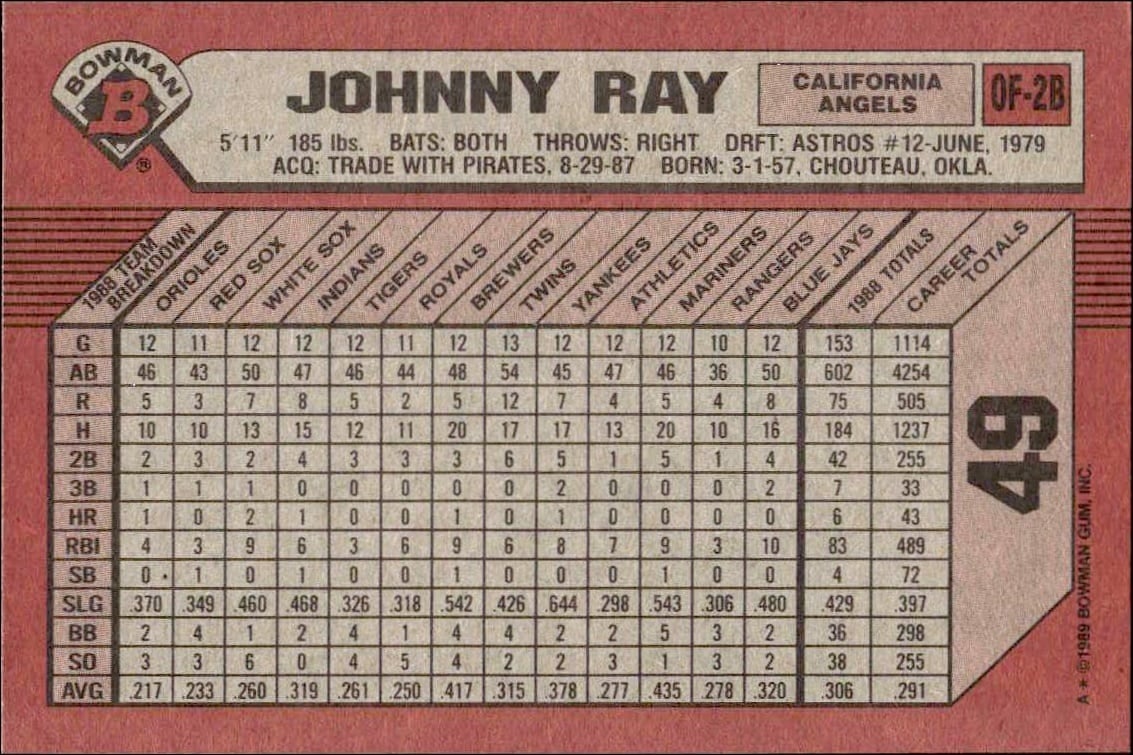 BOWMAN
B
®
JOHNNY RAY
CALIFORNIA
ANGELS
OF-2B
5'11" 185 lbs. BATS: BOTH THROWS: RIGHT DRFT: ASTROS #12-JUNE, 1979
ACQ: TRADE WITH PIRATES, 8-29-87 BORN: 3-1-57, CHOUTEAU, OKLA.
1988 TEAM BREAKDOWN ORIOLES RED SOX WHITE SOX INDIANS TIGERS ROYALS BREWERS TWINS YANKEES ATHLETICS MARINERS RANGERS BLUE JAYS 1988 TOTALS CAREER TOTALS
G 12 11 12 12 12 11 12 13 12 12 12 10 12 153 1114
AB 46 43 50 47 46 44 48 54 45 47 46 36 50 602 4254
R 5 3 7 8 5 2 5 12 7 4 5 4 8 75 505
H 10 10 13 15 12 11 20 17 17 13 20 10 16 184 1237
2B 2 3 2 4 3 3 3 6 5 1 5 1 4 42 255
3B 1 1 1 0 0 0 0 0 2 0 0 0 2 7 33
HR 1 0 2 1 0 0 1 0 1 0 0 0 0 6 43
RBI 4 3 9 6 3 6 9 6 8 7 9 3 10 83 489
SB 0 1 0 1 0 0 1 0 0 0 1 0 0 4 72
SLG .370 .349 .460 .468 .326 .318 .542 .426 .644 .298 .543 .306 .480 .429 .397
BB 2 4 1 2 4 1 4 4 2 2 5 3 2 36 298
SO 3 3 6 0 4 5 4 2 2 3 1 3 2 38 255
AVG .217 .233 .260 .319 .261 .250 .417 .315 .378 .277 .435 .278 .320 .306 .291
49
A * ©1989 BOWMAN GUM, INC.